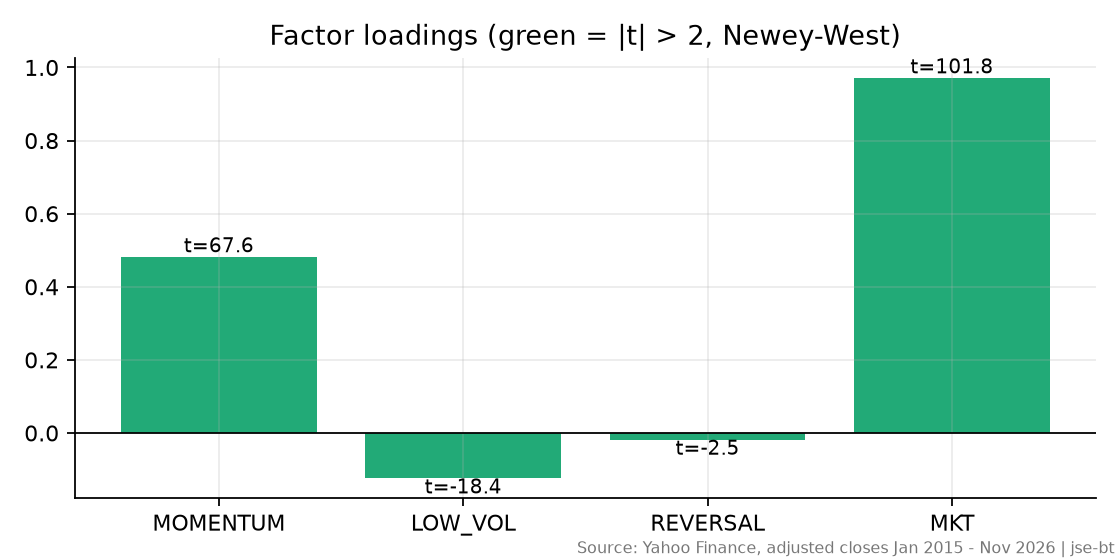 Factor loadings (green = |t| > 2, Newey-West)
1.0
0.8
0.6
0.4
0.2
0.0
t=67.6
t=-18.4
t=-2.5
t=101.8
MOMENTUM
LOW_VOL
REVERSAL
MKT
Source: Yahoo Finance, adjusted closes Jan 2015 - Nov 2026 | jse-bt